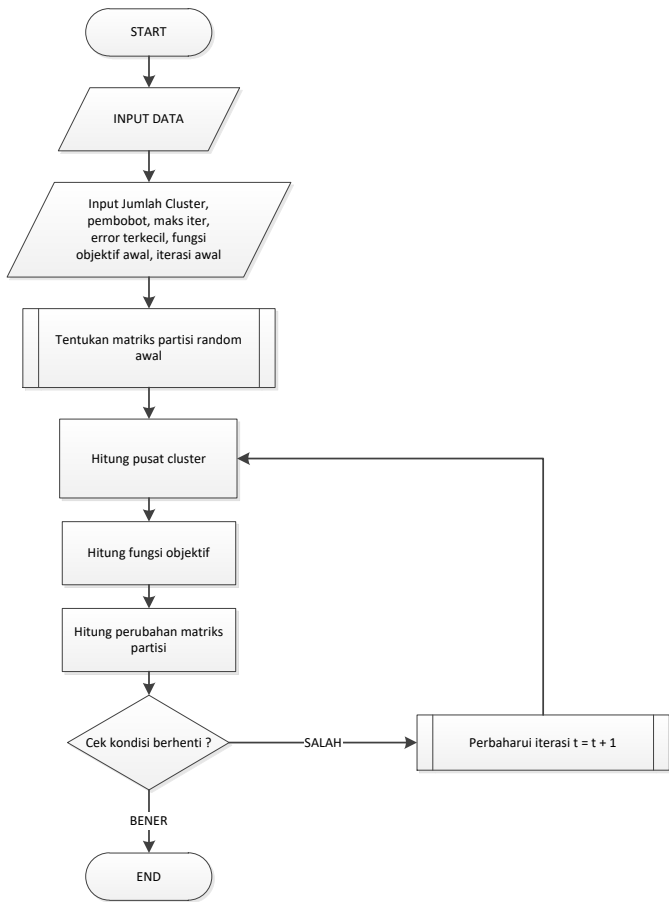 START
INPUT DATA
Input Jumlah Cluster,
pembobot, maks iter,
error terkecil, fungsi
objektif awal, iterasi awal
Tentukan matriks partisi random
awal
Hitung pusat cluster
Hitung fungsi objektif
Hitung perubahan matriks
partisi
Cek kondisi berhenti ?
SALAH
Perbaharui iterasi t = t + 1
BENER
END